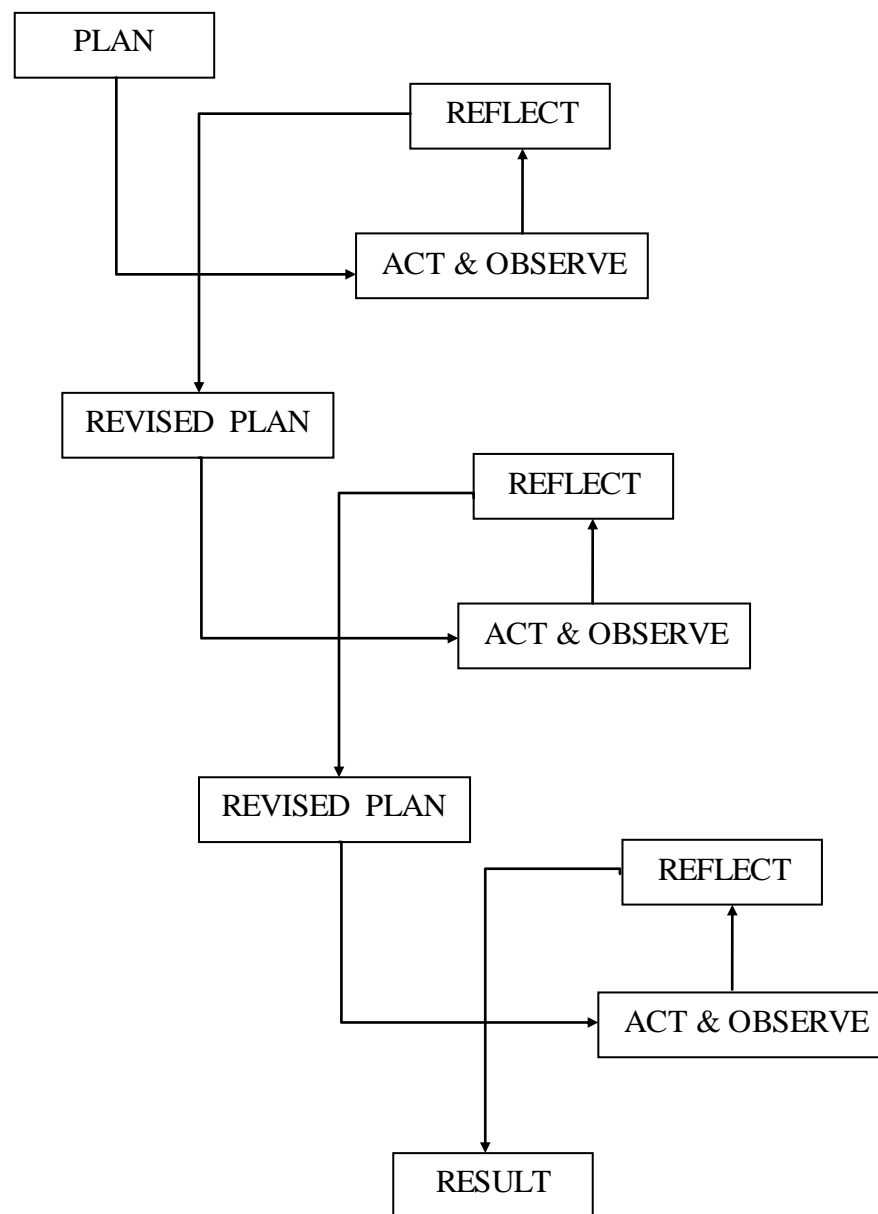 PLAN
REFLECT
ACT & OBSERVE
REVISED PLAN
REFLECT
ACT & OBSERVE
REVISED PLAN
REFLECT
ACT & OBSERVE
RESULT